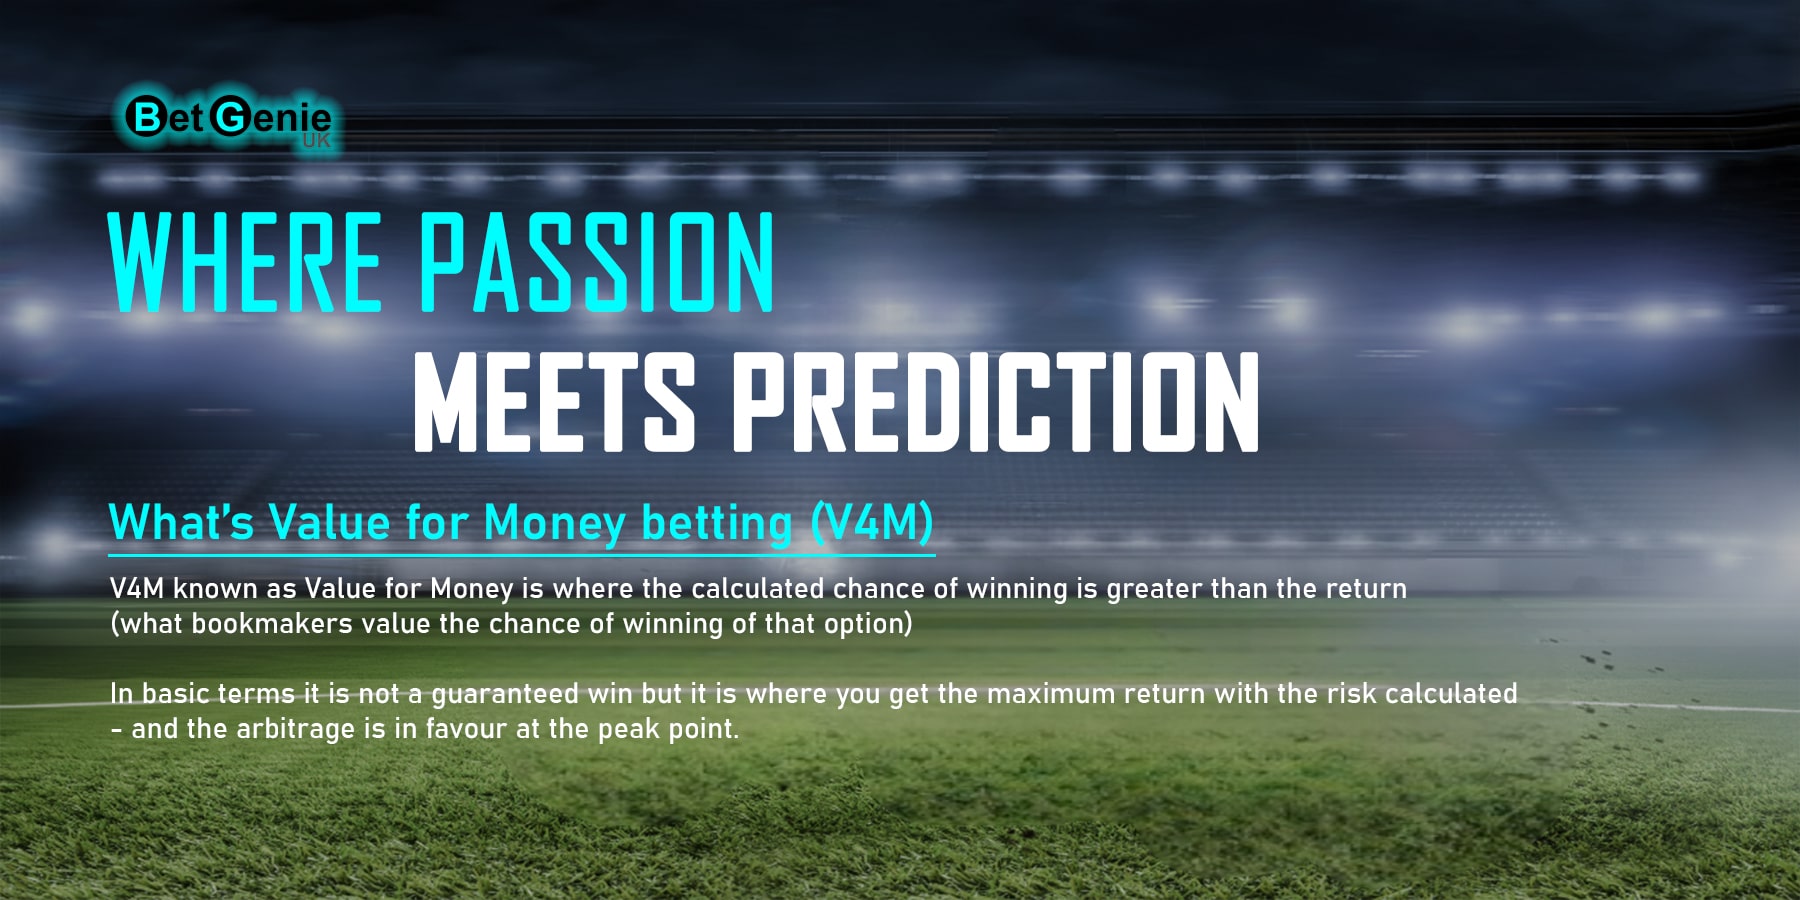 BetGenie
UK
WHERE PASSION
MEETS PREDICTION
What's Value for Money betting (V4M)
V4M known as Value for Money is where the calculated chance of winning is greater than the return
(what bookmakers value the chance of winning of that option)
In basic terms it is not a guaranteed win but it is where you get the maximum return with the risk calculated
- and the arbitrage is in favour at the peak point.